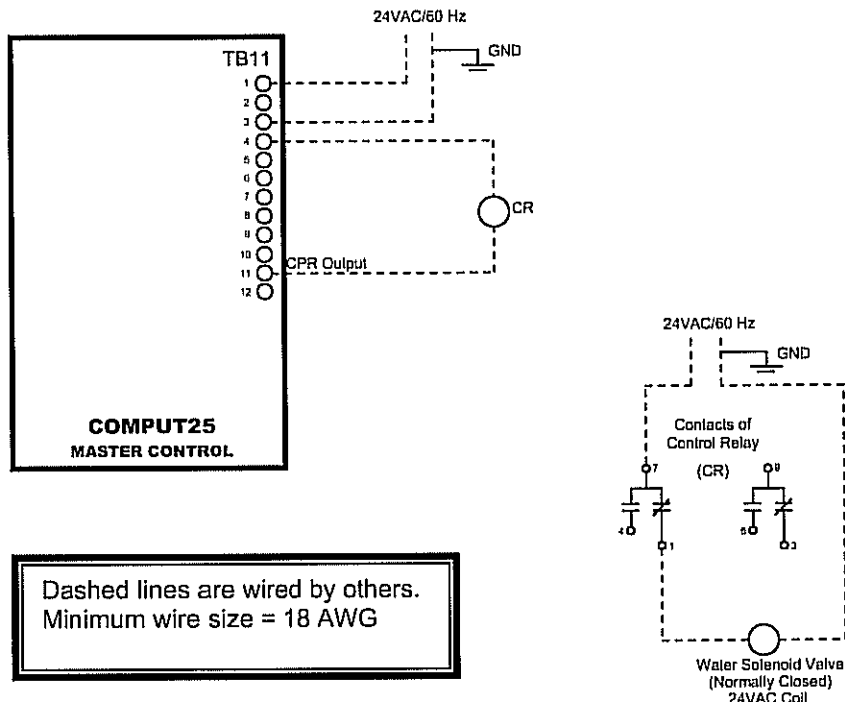 24VAC/60 Hz
GND
TB11
1
2
3
4
5
6
7
8
9
10
11
12
CR
CPR Output
COMPUT25
MASTER CONTROL
24VAC/60 Hz
GND
Contacts of
Control Relay
(CR)
7
9
4
1
6
3
Dashed lines are wired by others.
Minimum wire size = 18 AWG
Water Solenoid Valve
(Normally Closed)
24VAC Coil